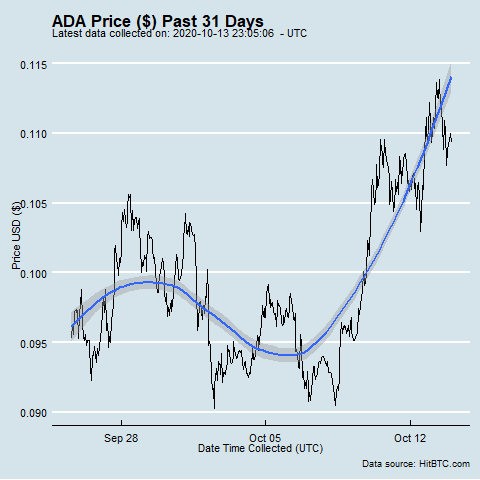 ADA Price ($) Past 31 Days
Latest data collected on: 2020-10-13 23:05:06 - UTC
0.115
0.110
0.105
0.100
0.095
0.090
Price USD ($)
Sep 28
Oct 05
Oct 12
Date Time Collected (UTC)
Data source: HitBTC.com